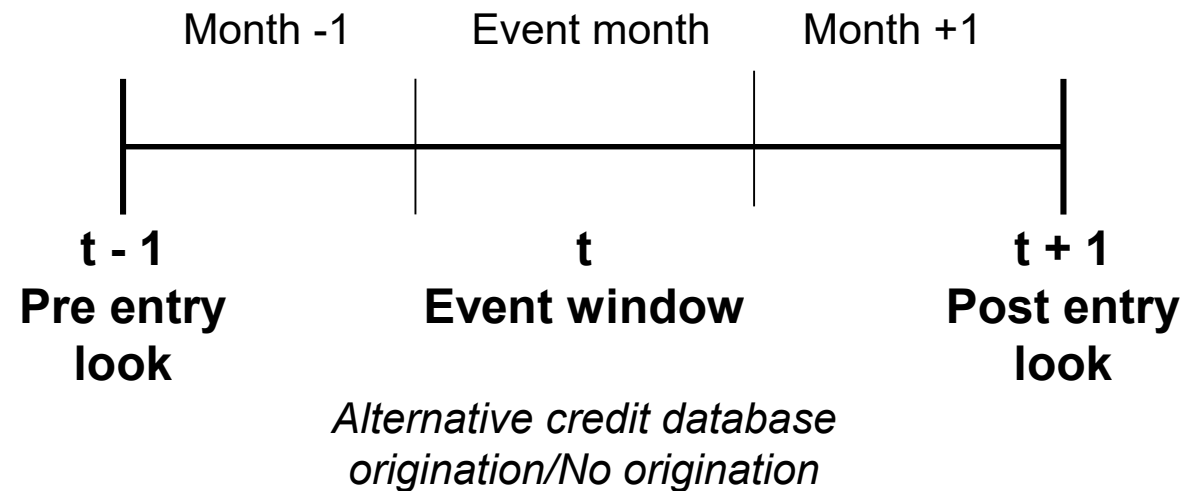 Month -1 Event month Month +1
t - 1 t t + 1
Pre entry Event window Post entry
look look
Alternative credit database
origination/No origination